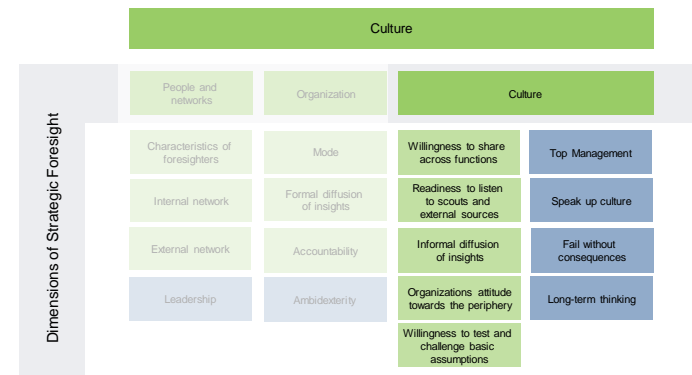 Culture
People and
networks
Organization
Culture
Dimensions of Strategic Foresight
Characteristics of
foresighters
Mode
Willingness to share
across functions
Top Management
Internal network
Formal diffusion
of insights
Readiness to listen
to scouts and
external sources
Speak up culture
External network
Accountability
Informal diffusion
of insights
Fail without
consequences
Leadership
Ambidexterity
Organizations attitude
towards the periphery
Long-term thinking
Willingness to test and
challenge basic
assumptions